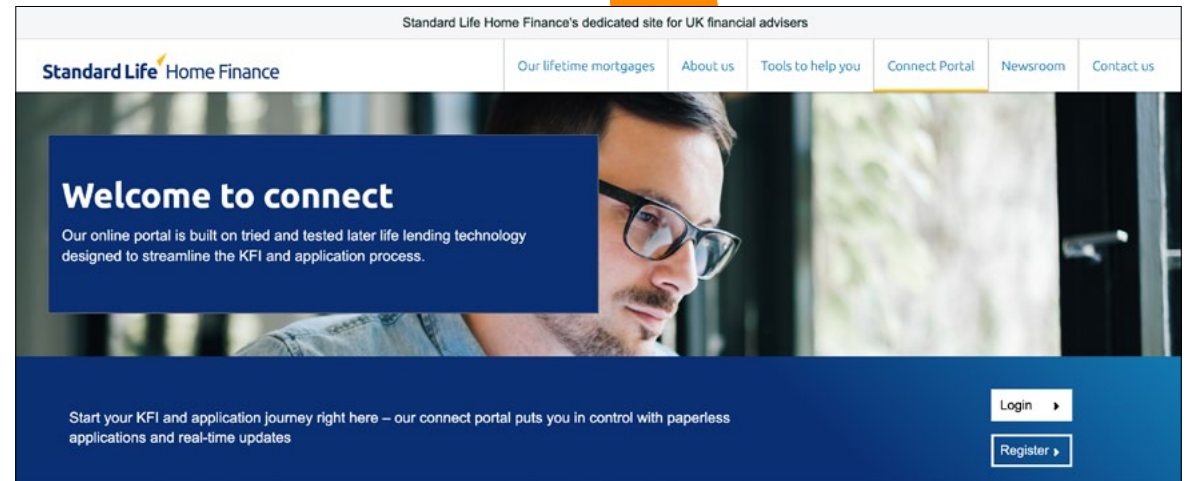 Standard Life Home Finance's dedicated site for UK financial advisers
Standard Life Home Finance
Our lifetime mortgages
About us
Tools to help you
Connect Portal
Newsroom
Contact us
Welcome to connect
Our online portal is built on tried and tested later life lending technology
designed to streamline the KFI and application process.
Start your KFI and application journey right here – our connect portal puts you in control with paperless
applications and real-time updates
Login
Register